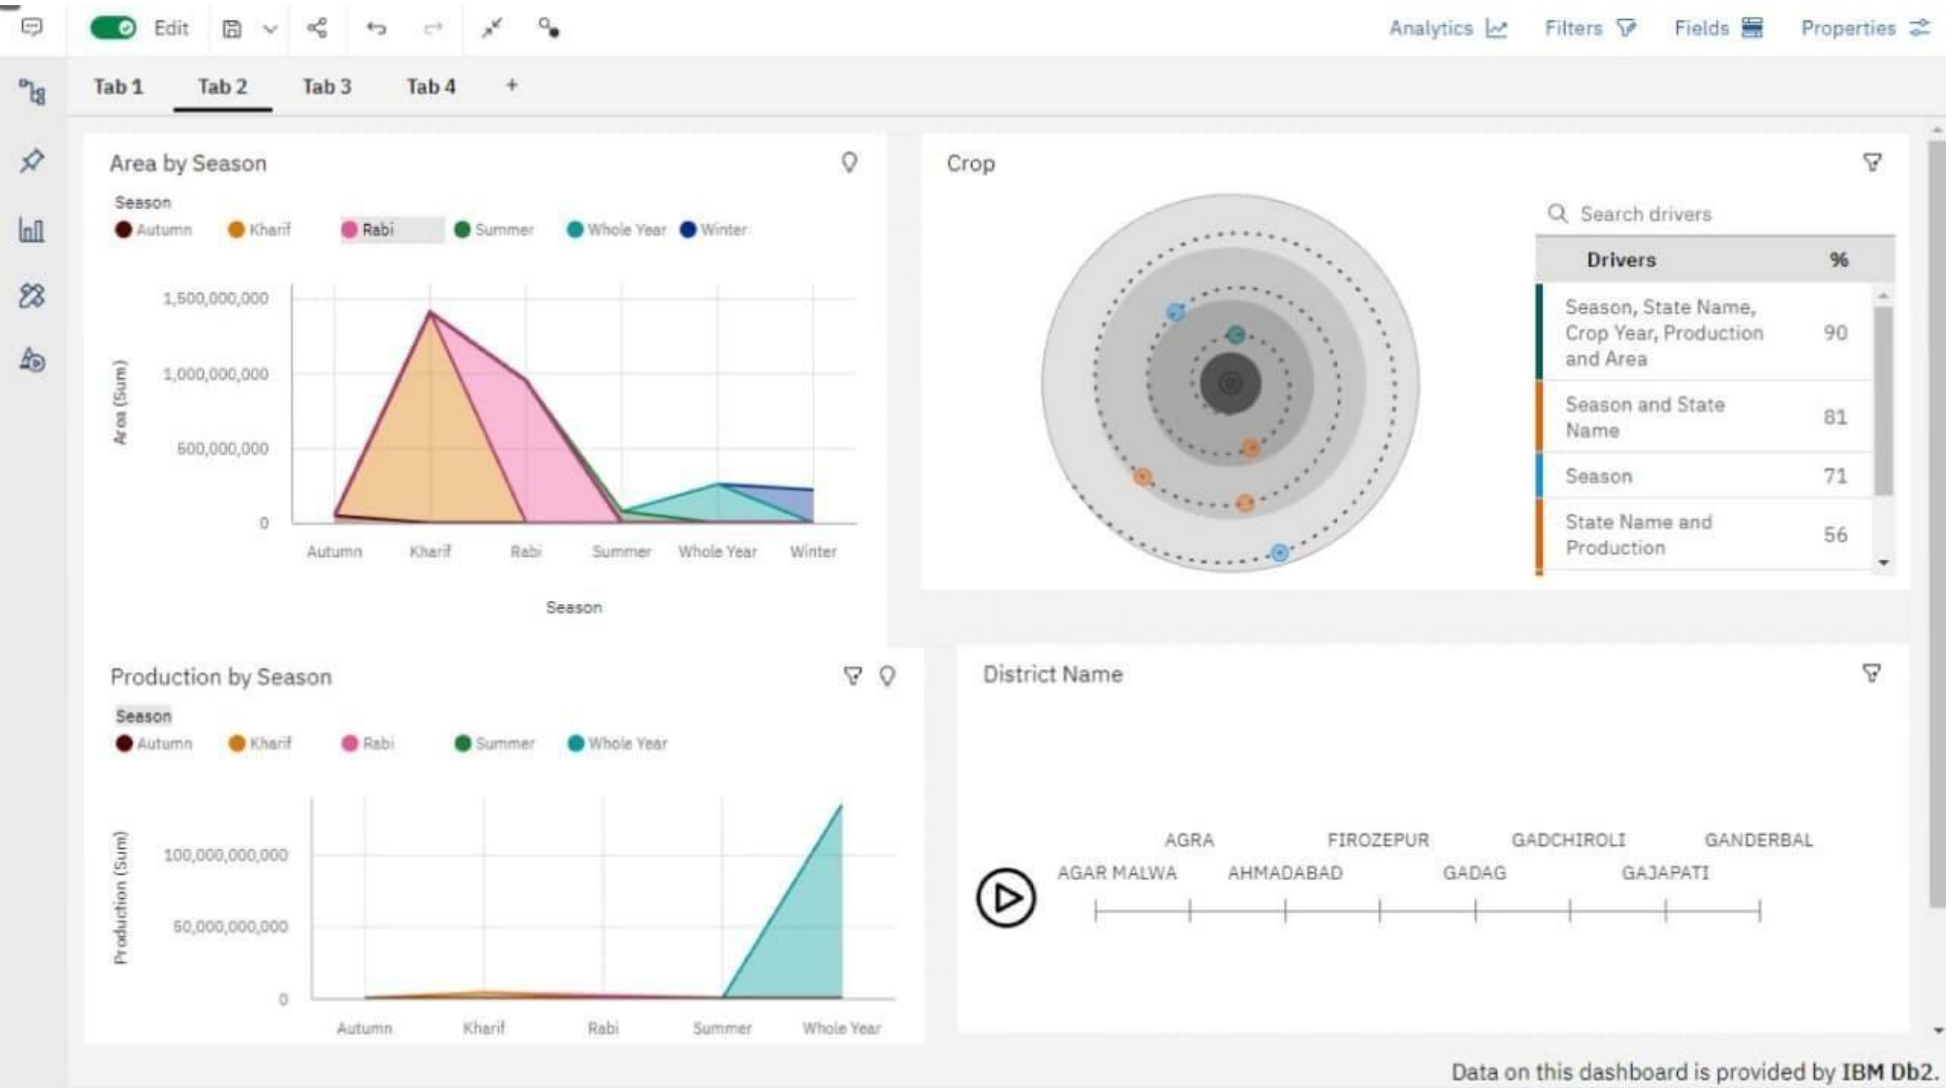 Edit
Analytics
Filters
Fields
Properties
Tab 1
Tab 2
Tab 3
Tab 4
+
Area by Season
Season
Autumn
Kharif
Rabi
Summer
Whole Year
Winter
Area (Sum)
1,500,000,000
1,000,000,000
500,000,000
0
Autumn
Kharif
Rabi
Summer
Whole Year
Winter
Season
Crop
Search drivers
Drivers %
Season, State Name,
Crop Year, Production
and Area
90
Season and State
Name
81
Season 71
State Name and
Production
56
Production by Season
Season
Autumn
Kharif
Rabi
Summer
Whole Year
Production (Sum)
100,000,000,000
50,000,000,000
0
Autumn
Kharif
Rabi
Summer
Whole Year
District Name
AGRA
FIROZEPUR
GADCHIROLI
GANDERBAL
AGAR MALWA
AHMADABAD
GADAG
GAJAPATI
Data on this dashboard is provided by IBM Db2.